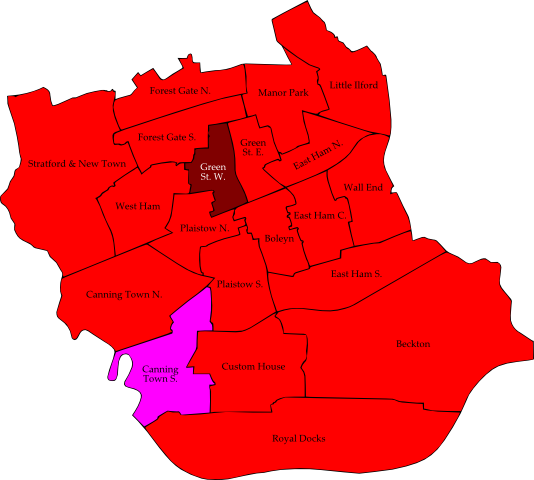 Little Ilford
Forest Gate N.
Manor Park
Forest Gate S.
Green
St. E.
East Ham N.
Stratford & New Town
Green
St. W.
Wall End
West Ham
East Ham C.
Plaistow N.
Boleyn
East Ham S.
Plaistow S.
Canning Town N.
Beckton
Canning
Town S.
Custom House
Royal Docks